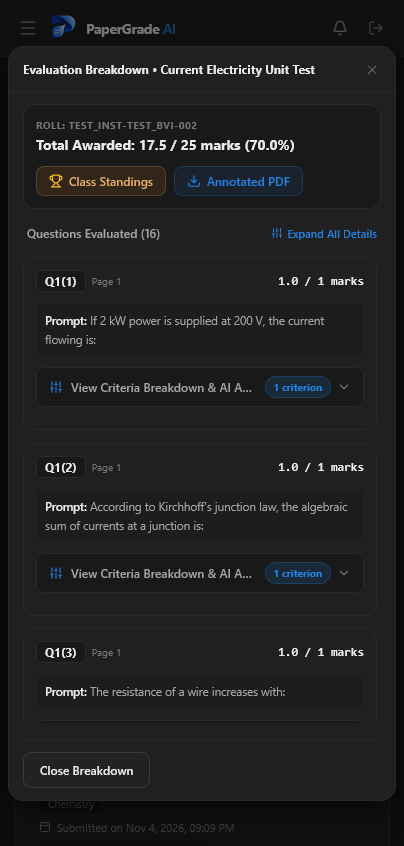 PaperGrade AI
Evaluation Breakdown • Current Electricity Unit Test
ROLL: TEST_INST-TEST_BVI-002
Total Awarded: 17.5 / 25 marks (70.0%)
Class Standings
Annotated PDF
Questions Evaluated (16)
Expand All Details
Q1(1) Page 1 1.0 / 1 marks
Prompt: If 2 kW power is supplied at 200 V, the current
flowing is:
View Criteria Breakdown & AI A... 1 criterion
Q1(2) Page 1 1.0 / 1 marks
Prompt: According to Kirchhoff's junction law, the algebraic
sum of currents at a junction is:
View Criteria Breakdown & AI A... 1 criterion
Q1(3) Page 1 1.0 / 1 marks
Prompt: The resistance of a wire increases with:
Close Breakdown
Chemistry
Submitted on Nov 4, 2026, 09:09 PM